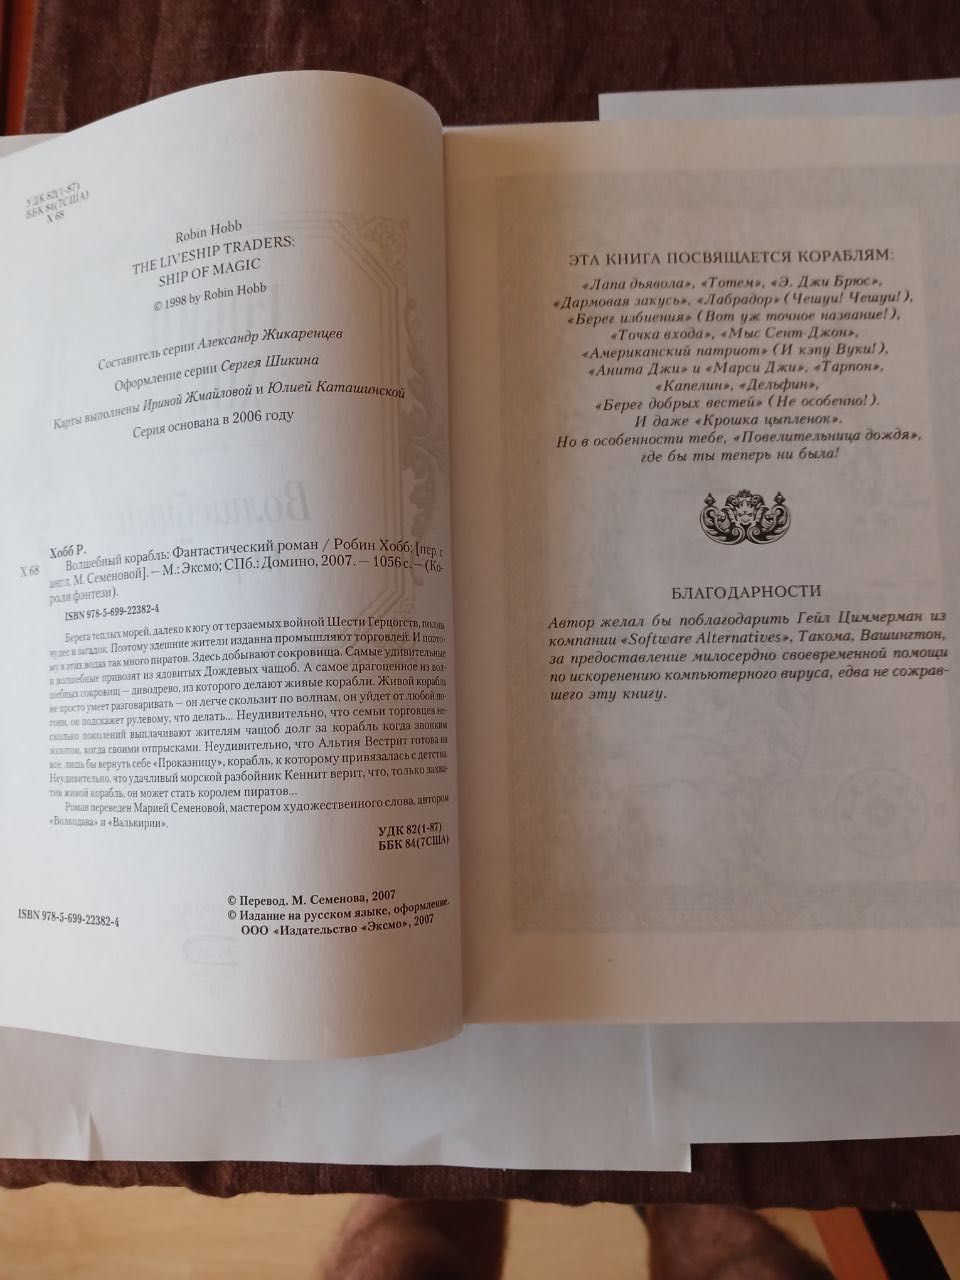 УДК 82(1-87)
ББК 84(7США)
Х 68
Robin Hobb
THE LIVESHIP TRADERS:
SHIP OF MAGIC
© 1998 by Robin Hobb
Составитель серии Александр Жикаренцев
Оформление серии Сергея Шикина
Карты выполнены Ириной Жмайловой и Юлией Каташинской
Серия основана в 2006 году
Хобб Р.
Х 68 Волшебный корабль: Фантастический роман / Робин Хобб; [пер. с
англ. М. Семеновой]. — М.: Эксмо; СПб.: Домино, 2007. — 1056 с. — (Ко-
роли фэнтези).
ISBN 978-5-699-22382-4
Берега теплых морей, далеко к югу от терзаемых войной Шести Герцогств, полны
чудес и загадок. Поэтому здешние жители издавна промышляют торговлей. И поэто-
му в этих водах так много пиратов. Здесь добывают сокровища. Самые удивительные
и волшебные привозят из ядовитых Дождевых чащоб. А самое драгоценное из вол-
шебных сокровищ — диводрево, из которого делают живые корабли. Живой корабль
не просто умеет разговаривать — он легче скользит по волнам, он уйдет от любой по-
гони, он подскажет рулевому, что делать... Неудивительно, что семьи торговцев не-
сколько поколений выплачивают жителям чащоб долг за корабль когда звонким
золотом, когда своими отпрысками. Неудивительно, что Альтия Вестрит готова на
все, лишь бы вернуть себе «Проказницу», корабль, к которому привязалась с детства.
Неудивительно, что удачливый морской разбойник Кеннит верит, что, только захва-
тив живой корабль, он может стать королем пиратов...
Роман переведен Марией Семеновой, мастером художественного слова, автором
«Волкодава» и «Валькирии».
УДК 82(1-87)
ББК 84(7США)
© Перевод. М. Семенова, 2007
© Издание на русском языке, оформление.
ООО «Издательство «Эксмо», 2007
ISBN 978-5-699-22382-4
ЭТА КНИГА ПОСВЯЩАЕТСЯ КОРАБЛЯМ:
«Лапа дьявола», «Тотем», «Э. Джи Брюс»,
«Дармовая закусь», «Лабрадор» (Чешуи! Чешуи!),
«Берег избиения» (Вот уж точное название!),
«Точка входа», «Мыс Сент-Джон»,
«Американский патриот» (И кэпу Вуки!),
«Анита Джи» и «Марси Джи», «Тарпон»,
«Капелин», «Дельфин»,
«Берег добрых вестей» (Не особенно!).
И даже «Крошка цыпленок».
Но в особенности тебе, «Повелительница дождя»,
где бы ты теперь ни была!
БЛАГОДАРНОСТИ
Автор желал бы поблагодарить Гейл Циммерман из
компании «Software Alternatives», Такома, Вашингтон,
за предоставление милосердно своевременной помощи
по искоренению компьютерного вируса, едва не сожрав-
шего эту книгу.